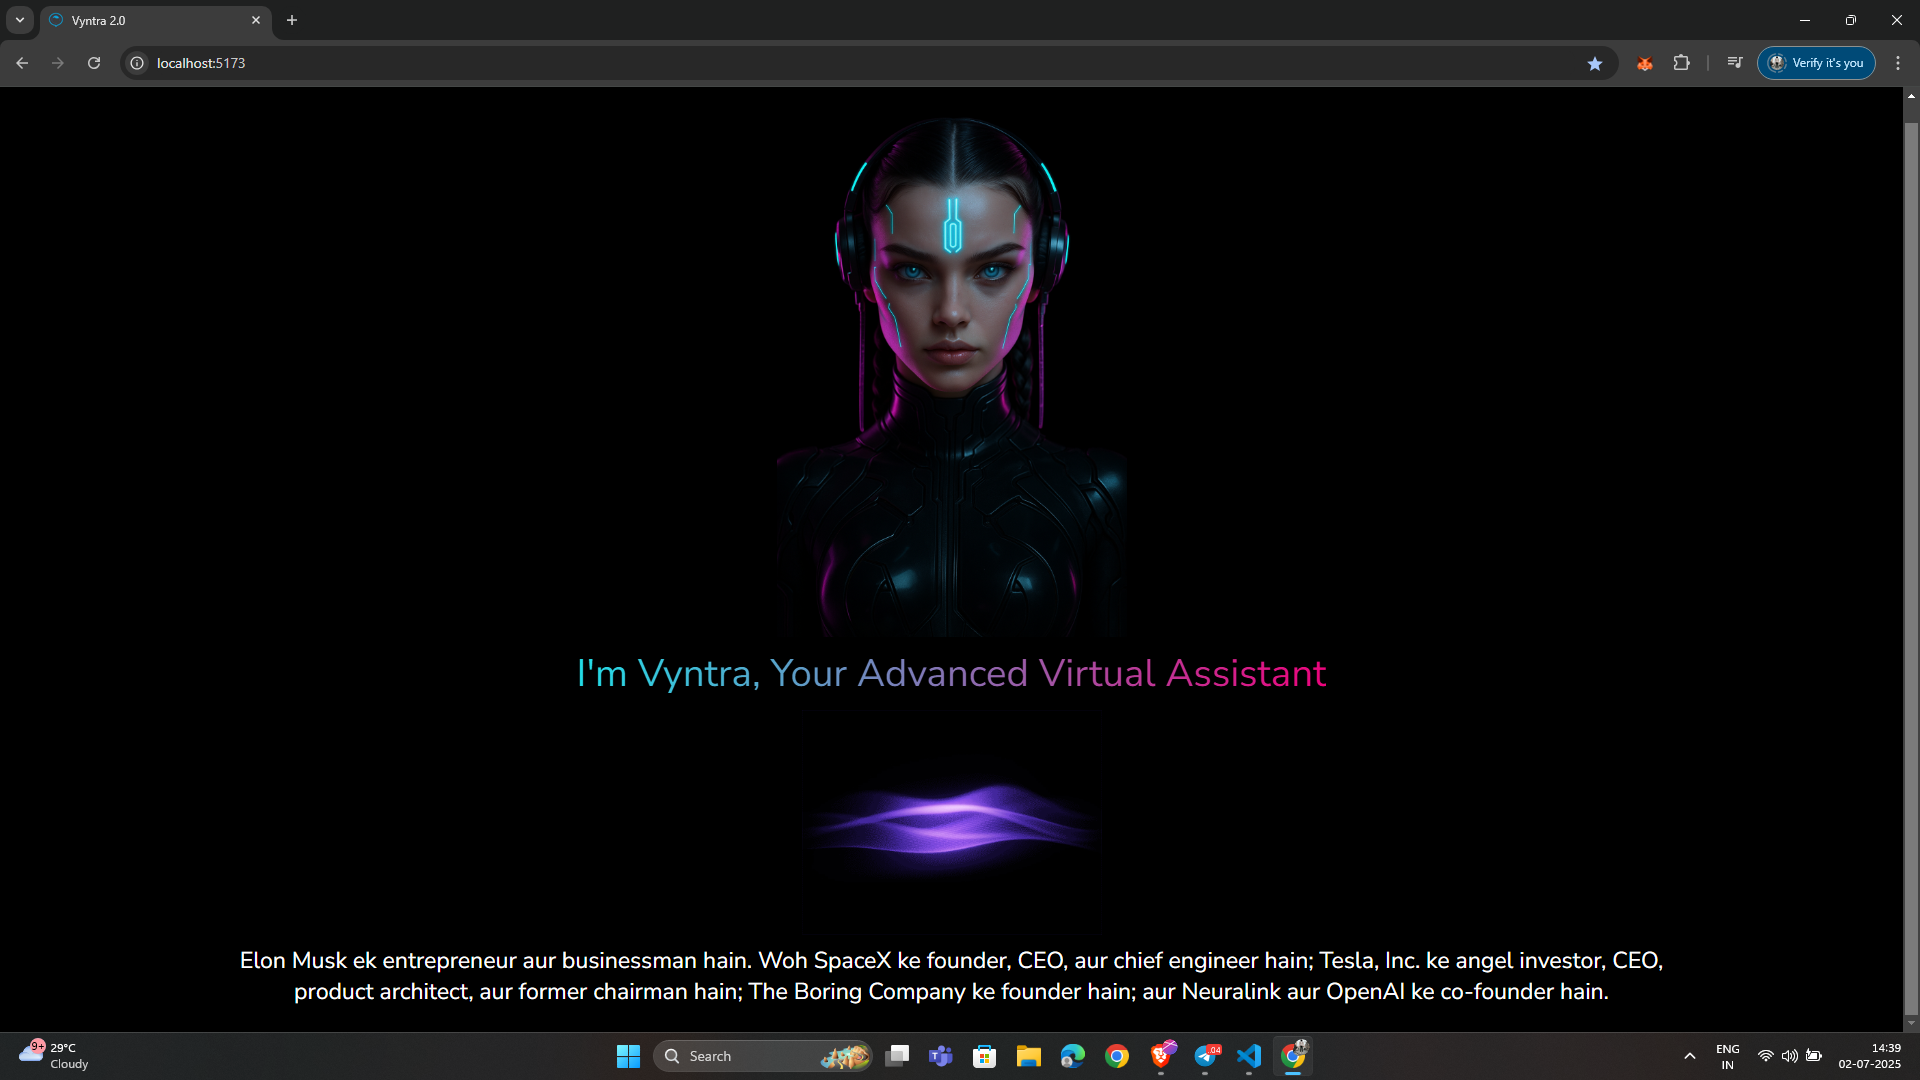 Vyntra 2.0
localhost:5173
Verify it's you
I'm Vyntra, Your Advanced Virtual Assistant
Elon Musk ek entrepreneur aur businessman hain. Woh SpaceX ke founder, CEO, aur chief engineer hain; Tesla, Inc. ke angel investor, CEO,
product architect, aur former chairman hain; The Boring Company ke founder hain; aur Neuralink aur OpenAI ke co-founder hain.
9+
29°C
Cloudy
Search
.04
ENG
IN
14:39
02-07-2025